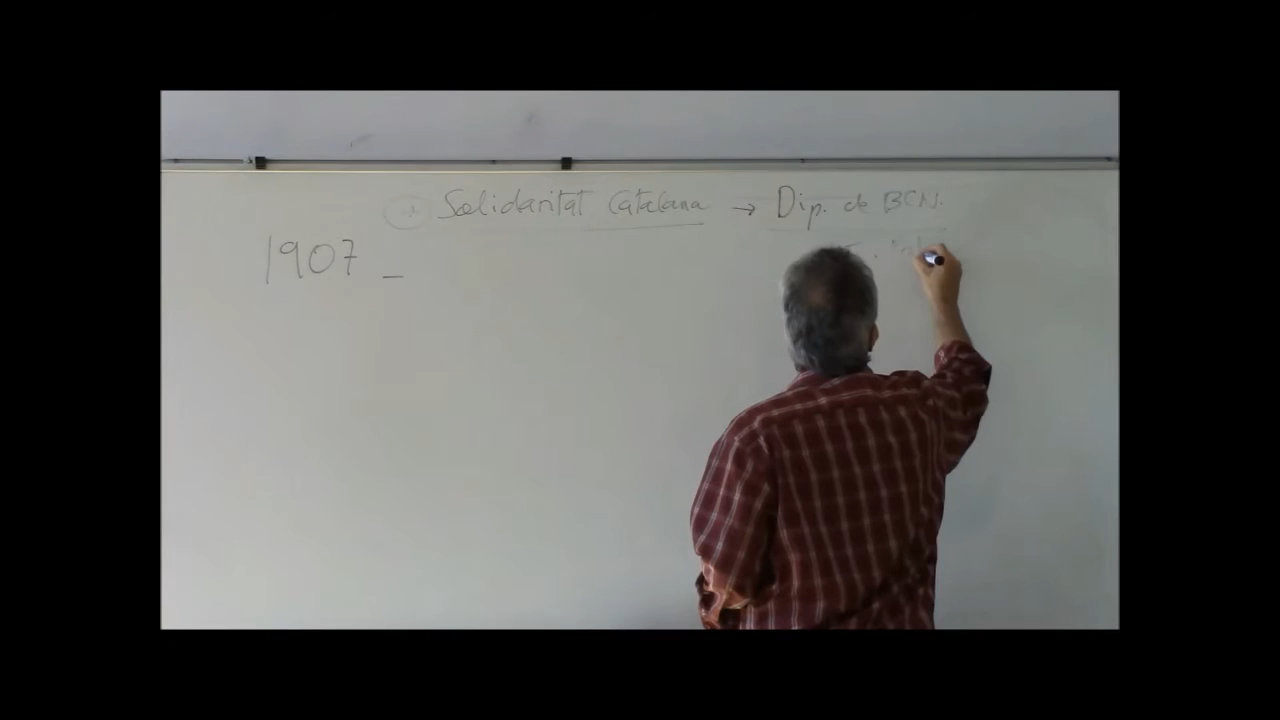 Solidaritat Catalana → Dip. de BCN.
1907 _